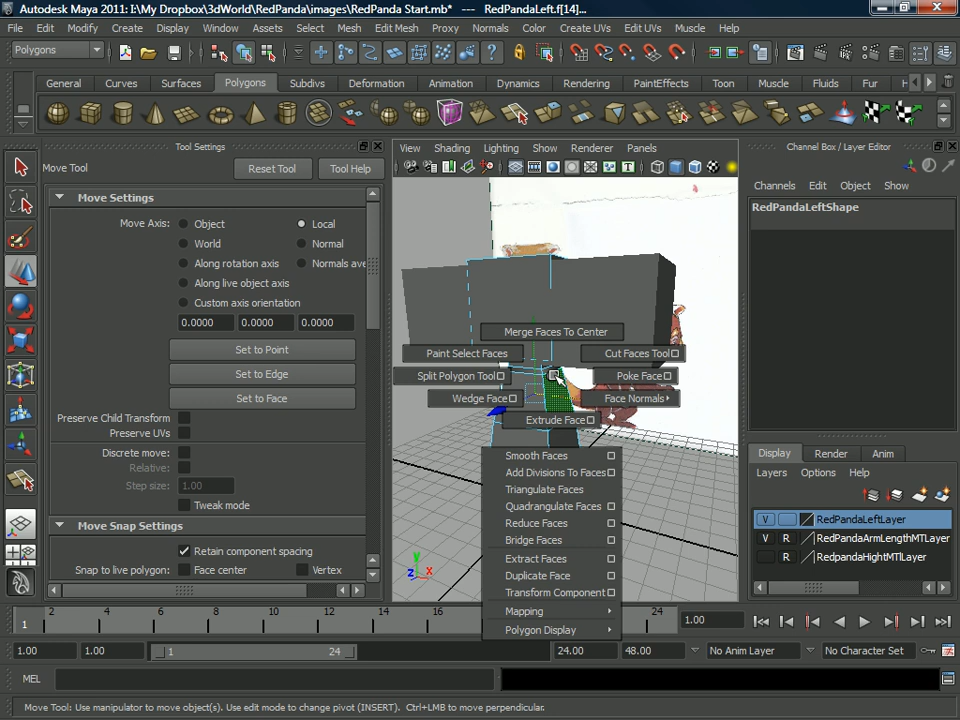 Autodesk Maya 2011: I:\My Dropbox\3dWorld\RedPanda\images\RedPanda Start.mb* --- RedPandaLeft.f[14]...
File Edit Modify Create Display Window Assets Select Mesh Edit Mesh Proxy Normals Color Create UVs Edit UVs Muscle Help
Polygons
General Curves Surfaces Polygons Subdivs Deformation Animation Dynamics Rendering PaintEffects Toon Muscle Fluids Fur H
Tool Settings
Move Tool Reset Tool Tool Help
Move Settings
Move Axis: Object Local
World Normal
Along rotation axis Normals ave
Along live object axis
Custom axis orientation
0.0000 0.0000 0.0000
Set to Point
Set to Edge
Set to Face
Preserve Child Transform
Preserve UVs
Discrete move:
Relative:
Step size: 1.00
Tweak mode
Move Snap Settings
Retain component spacing
Snap to live polygon: Face center Vertex
View Shading Lighting Show Renderer Panels
Merge Faces To Center
Paint Select Faces Cut Faces Tool
Split Polygon Tool Poke Face
Wedge Face Face Normals
Extrude Face
Smooth Faces
Add Divisions To Faces
Triangulate Faces
Quadrangulate Faces
Reduce Faces
Bridge Faces
Extract Faces
Duplicate Face
Transform Component
Mapping
Polygon Display
y
z x
Channel Box / Layer Editor
Channels Edit Object Show
RedPandaLeftShape
Display Render Anim
Layers Options Help
V RedPandaLeftLayer
V R RedPandaArmLengthMTLayer
R RedpandaHightMTlLayer
1 2 4 6 8 10 12 14 16 24 1.00
1.00 1.00 1 24 24.00 48.00 No Anim Layer No Character Set
MEL
Move Tool: Use manipulator to move object(s). Use edit mode to change pivot (INSERT). Ctrl+LMB to move perpendicular.